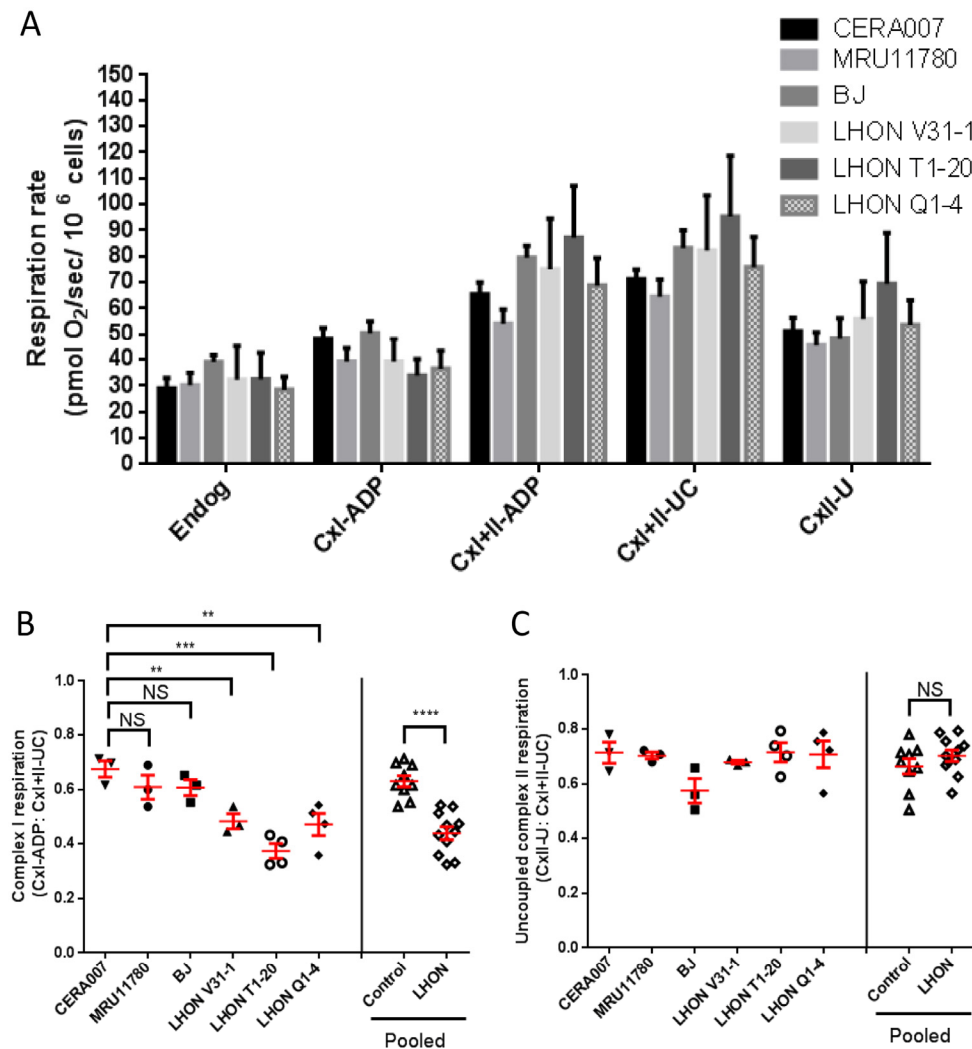 A
CERA007
MRU11780
BJ
LHON V31-1
LHON T1-20
LHON Q1-4
Respiration rate
(pmol O2/sec/ 10 6 cells)
150
140
130
120
110
100
90
80
70
60
50
40
30
20
10
0
Endog
CxI-ADP
CxI+II-ADP
CxI+II-UC
CxII-U
B
**
***
**
NS
NS
****
Complex I respiration
(CxI-ADP: CxI+II-UC)
1.0
0.8
0.6
0.4
0.2
0.0
CERA007
MRU11780
BJ
LHON V31-1
LHON T1-20
LHON Q1-4
Control
LHON
Pooled
C
NS
Uncoupled complex II respiration
(CxII-U: CxI+II-UC)
1.0
0.8
0.6
0.4
0.2
0.0
CERA007
MRU11780
BJ
LHON V31-1
LHON T1-20
LHON Q1-4
Control
LHON
Pooled